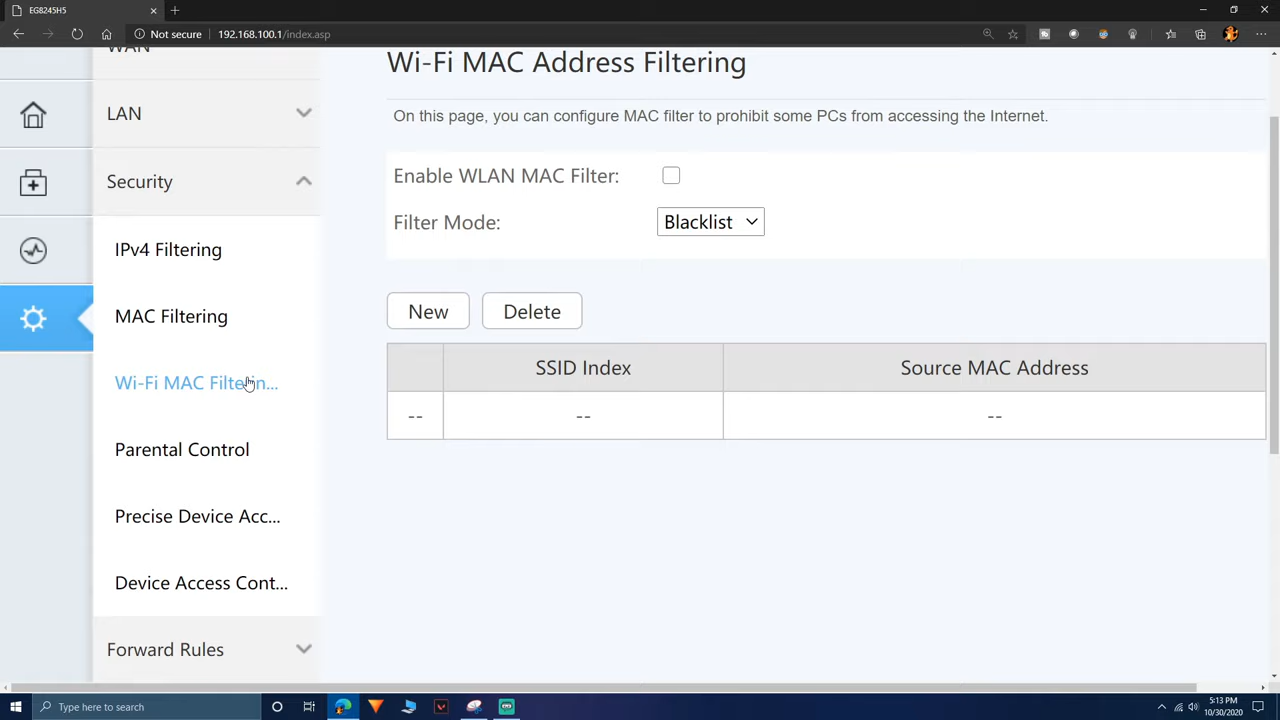 EG8245H5
Not secure
192.168.100.1/index.asp
WAN
LAN
Security
IPv4 Filtering
MAC Filtering
Wi-Fi MAC Filterin...
Parental Control
Precise Device Acc...
Device Access Cont...
Forward Rules
Wi-Fi MAC Address Filtering
On this page, you can configure MAC filter to prohibit some PCs from accessing the Internet.
Enable WLAN MAC Filter:
Filter Mode: Blacklist
New Delete
SSID Index Source MAC Address
-- -- --
Type here to search
5:13 PM
10/30/2020